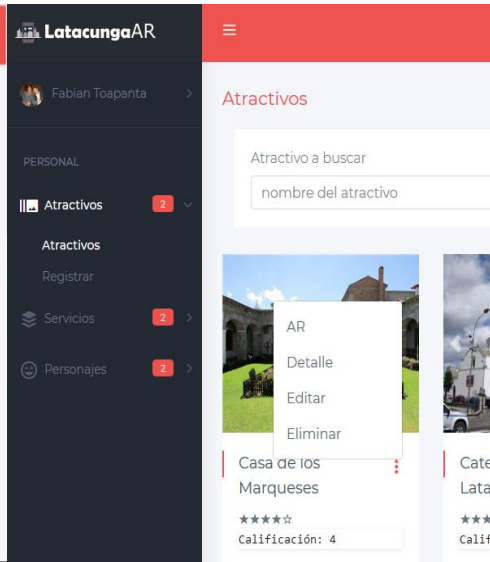 LatacungaAR
Fabian Toapanta
PERSONAL
Atractivos 2
Atractivos
Registrar
Servicios 2
Personajes 2
Atractivos
Atractivo a buscar
nombre del atractivo
AR
Detalle
Editar
Eliminar
Casa de los
Marqueses
★★★★☆
Calificación: 4
Cate
Lata
★★★
Calif